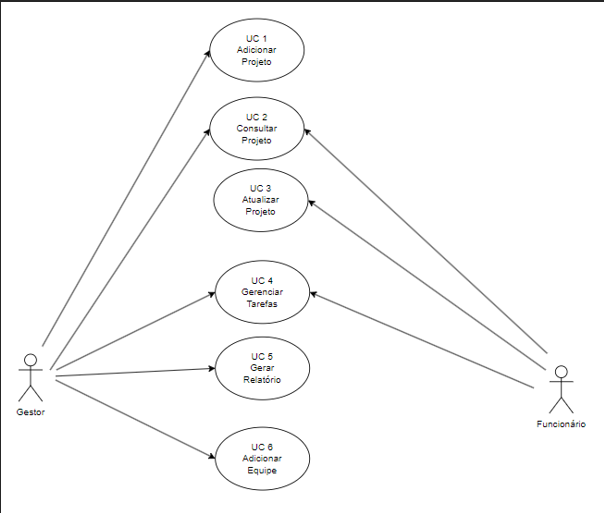 UC 1
Adicionar
Projeto
UC 2
Consultar
Projeto
UC 3
Atualizar
Projeto
UC 4
Gerenciar
Tarefas
UC 5
Gerar
Relatório
UC 6
Adicionar
Equipe
Gestor
Funcionário